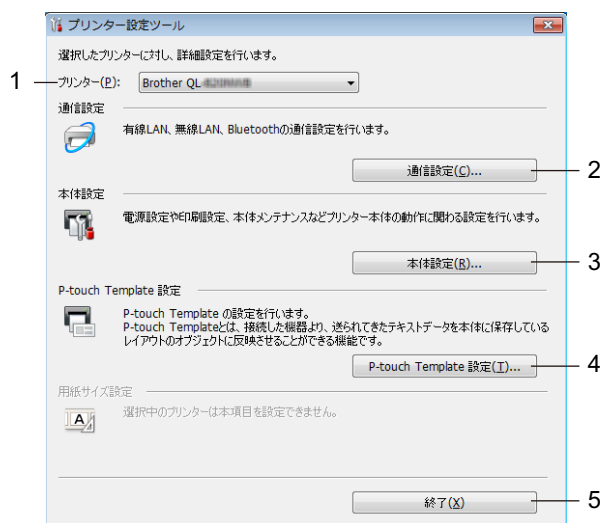 プリンター設定ツール
選択したプリンターに対し、詳細設定を行います。
1
プリンター(P): Brother QL
通信設定
有線LAN、無線LAN、Bluetoothの通信設定を行います。
通信設定(C)...
2
本体設定
電源設定や印刷設定、本体メンテナンスなどプリンター本体の動作に関わる設定を行います。
本体設定(R)...
3
P-touch Template 設定
P-touch Template の設定を行います。
P-touch Templateとは、接続した機器より、送られてきたテキストデータを本体に保存している
レイアウトのオブジェクトに反映させることができる機能です。
P-touch Template 設定(T)...
4
用紙サイズ設定
選択中のプリンターは本項目を設定できません。
A
終了(X)
5